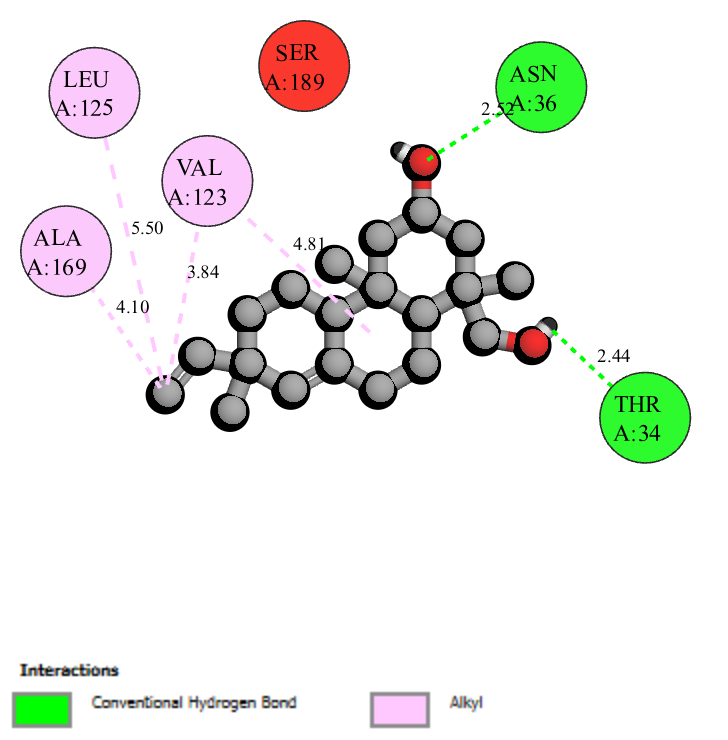 SER
A:189
ASN
A:36
2.52
LEU
A:125
VAL
A:123
ALA
A:169
5.50
4.81
3.84
4.10
2.44
THR
A:34
Interactions
Conventional Hydrogen Bond
Alkyl